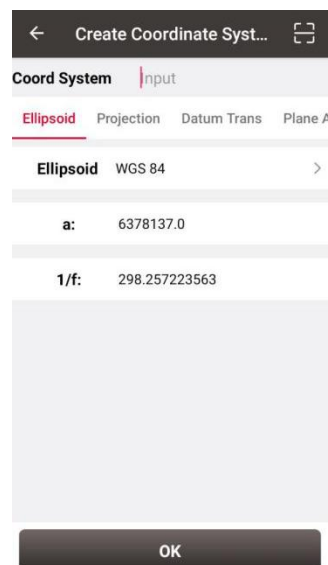 Create Coordinate Syst...
Coord System Input
Ellipsoid Projection Datum Trans Plane A
Ellipsoid WGS 84
a: 6378137.0
1/f: 298.257223563
OK